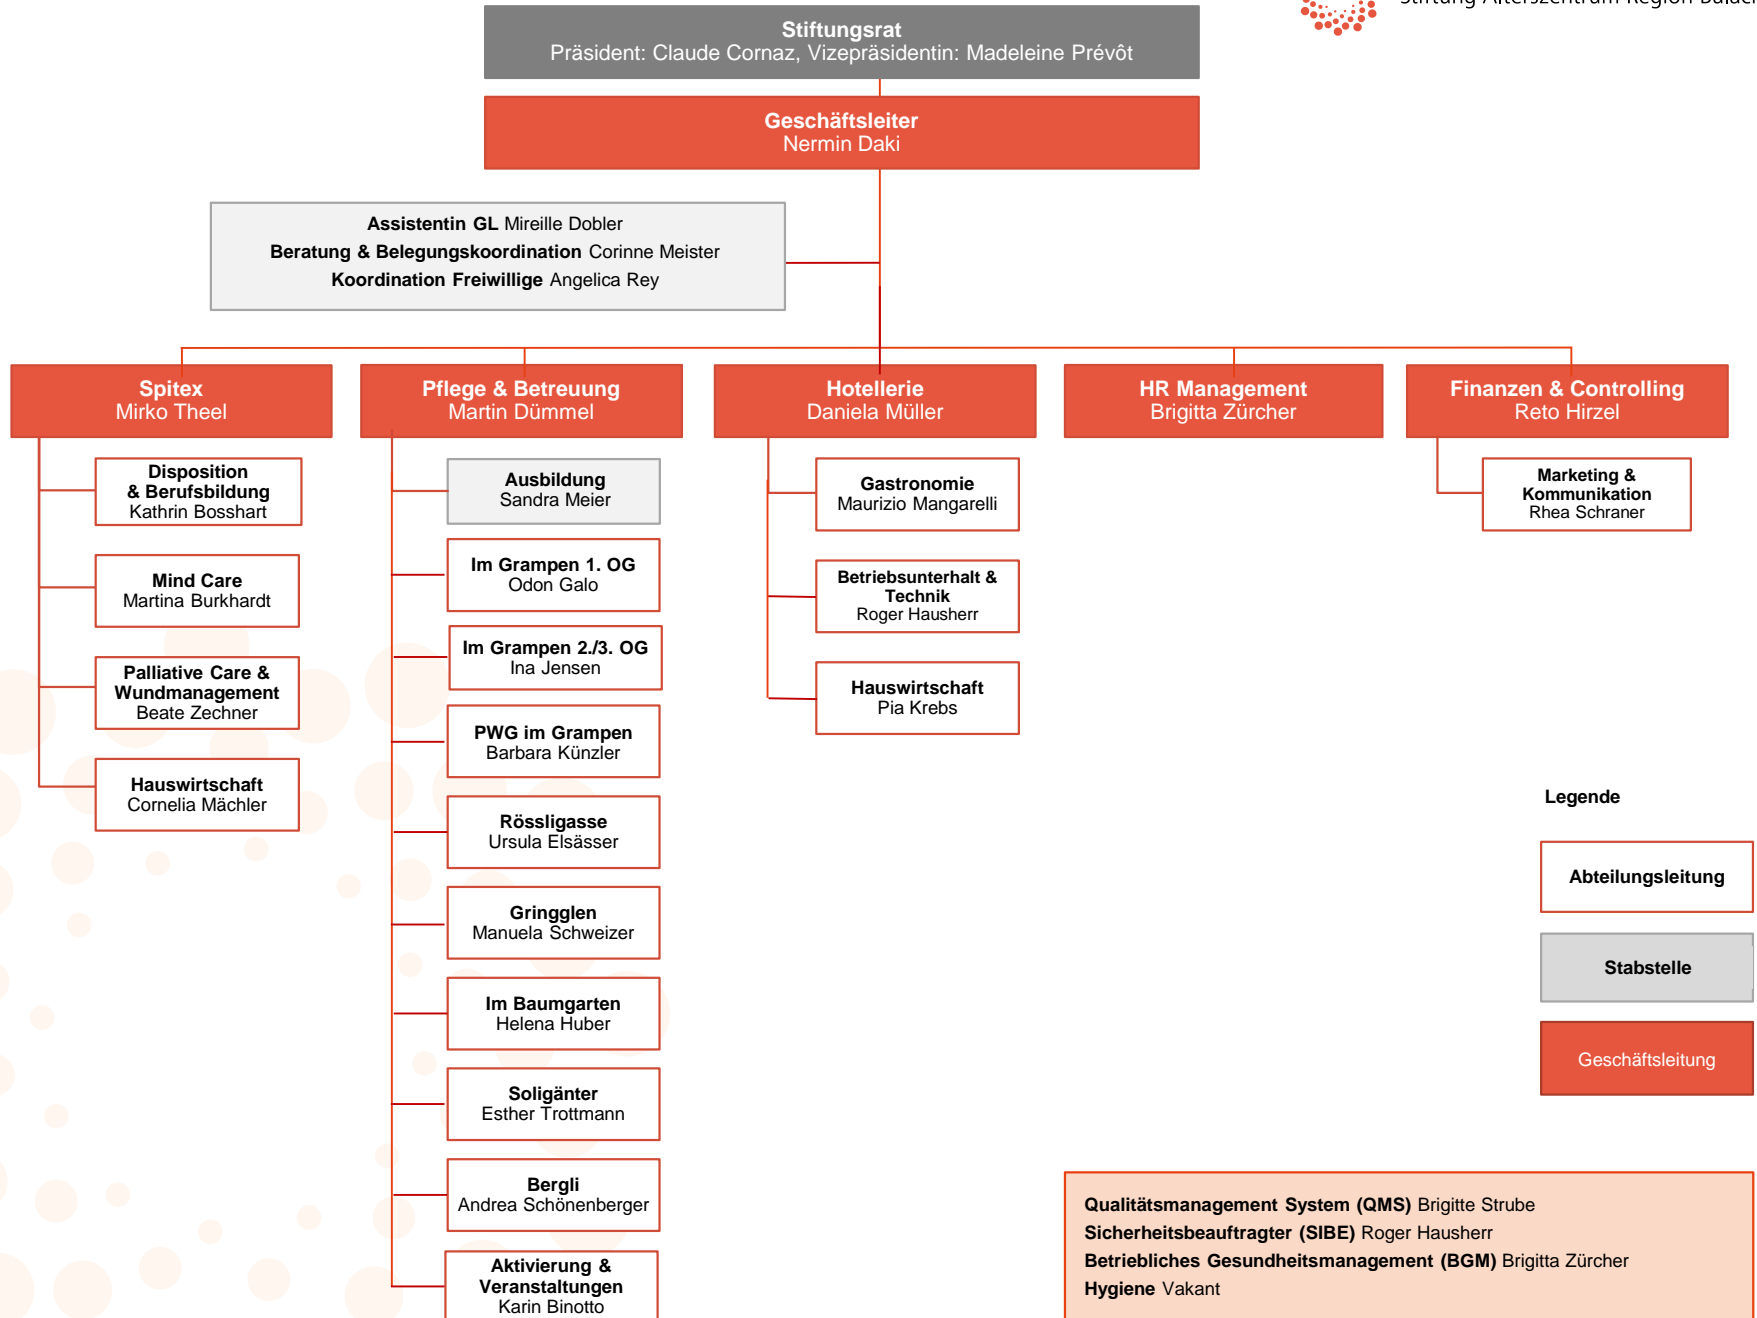 Stiftungsrat
Präsident: Claude Cornaz, Vizepräsidentin: Madeleine Prévôt
Geschäftsleiter
Nermin Daki
Assistentin GL Mireille Dobler
Beratung & Belegungskoordination Corinne Meister
Koordination Freiwillige Angelica Rey
Spitex
Mirko Theel
Disposition
& Berufsbildung
Kathrin Bosshart
Mind Care
Martina Burkhardt
Palliative Care &
Wundmanagement
Beate Zechner
Hauswirtschaft
Cornelia Mächler
Pflege & Betreuung
Martin Dümmel
Ausbildung
Sandra Meier
Im Grampen 1. OG
Odon Galo
Im Grampen 2./3. OG
Ina Jensen
PWG im Grampen
Barbara Künzler
Rössligasse
Ursula Elsässer
Gringglen
Manuela Schweizer
Im Baumgarten
Helena Huber
Soligänter
Esther Trottmann
Bergli
Andrea Schönenberger
Aktivierung &
Veranstaltungen
Karin Binotto
Hotellerie
Daniela Müller
Gastronomie
Maurizio Mangarelli
Betriebsunterhalt &
Technik
Roger Hausherr
Hauswirtschaft
Pia Krebs
HR Management
Brigitta Zürcher
Finanzen & Controlling
Reto Hirzel
Marketing &
Kommunikation
Rhea Schraner
Legende
Abteilungsleitung
Stabstelle
Geschäftsleitung
Qualitätsmanagement System (QMS) Brigitte Strube
Sicherheitsbeauftragter (SIBE) Roger Hausherr
Betriebliches Gesundheitsmanagement (BGM) Brigitta Zürcher
Hygiene Vakant